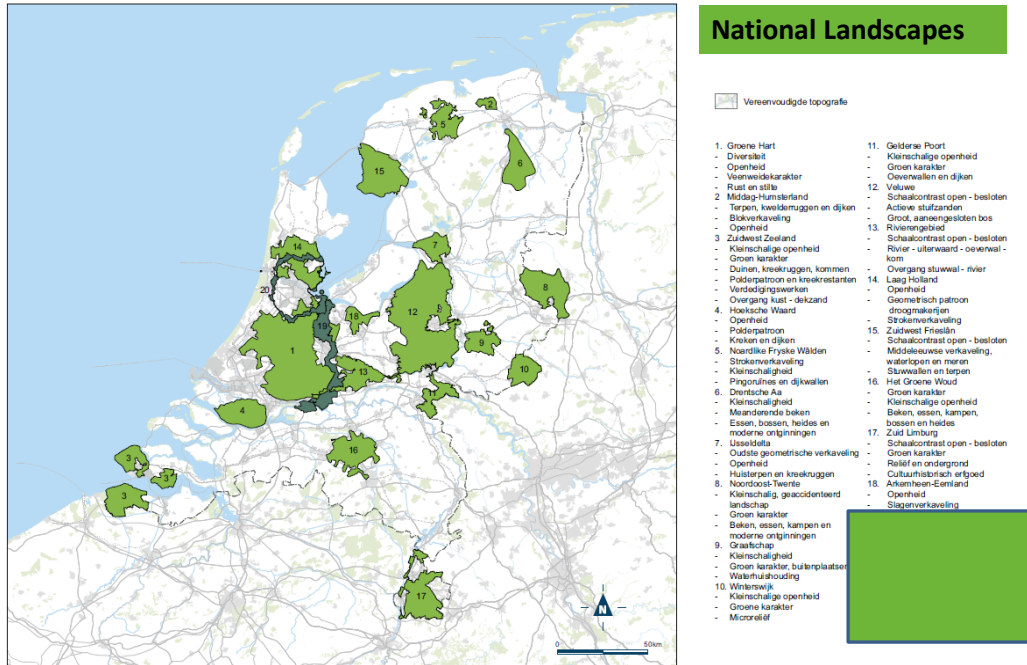 National Landscapes
Vereenvoudigde topografie
1. Groene Hart
- Diversiteit
- Openheid
- Veenweidekarakter
- Rust en stilte
2 Middag-Humsterland
- Terpen, kwelderruggen en dijken
- Blokverkaveling
- Openheid
3 Zuidwest Zeeland
- Kleinschalige openheid
- Groen karakter
- Duinen, kreekruggen, kommen
- Polderpatroon en kreekrestanten
- Verdedigingswerken
- Overgang kust - dekzand
4. Hoeksche Waard
- Openheid
- Polderpatroon
- Kreken en dijken
5. Noardlike Fryske Wâlden
- Strokenverkaveling
- Kleinschaligheid
- Pingoruïnes en dijkwallen
6. Drentsche Aa
- Kleinschaligheid
- Meanderende beken
- Essen, bossen, heides en
moderne ontginningen
7. IJsseldelta
- Oudste geometrische verkaveling
- Openheid
- Huisterpen en kreekruggen
8. Noordoost-Twente
- Kleinschalig, geaccidenteerd
landschap
- Groen karakter
- Beken, essen, kampen en
moderne ontginningen
9. Graafschap
- Kleinschaligheid
- Groen karakter, buitenplaatsen
- Waterhuishouding
10. Winterswijk
- Kleinschalige openheid
- Groene karakter
- Microreliëf
11. Gelderse Poort
- Kleinschalige openheid
- Groen karakter
- Oeverwallen en dijken
12. Veluwe
- Schaalcontrast open - besloten
- Actieve stuifzanden
- Groot, aaneengesloten bos
13. Rivierengebied
- Schaalcontrast open - besloten
- Rivier - uiterwaard - oeverwal -
kom
- Overgang stuwwal - rivier
14. Laag Holland
- Openheid
- Geometrisch patroon
droogmakerijen
- Strokenverkaveling
15. Zuidwest Frieslân
- Schaalcontrast open - besloten
- Middeleeuwse verkaveling,
waterlopen en meren
- Stuwwallen en terpen
16. Het Groene Woud
- Groen karakter
- Kleinschalige openheid
- Beken, essen, kampen,
bossen en heides
17. Zuid Limburg
- Schaalcontrast open - besloten
- Groen karakter
- Reliëf en ondergrond
- Cultuurhistorisch erfgoed
18. Arkemheen-Eemland
- Openheid
- Slagenverkaveling
2
5
6
15
7
14
20
8
12
18
19
9
1
10
13
11
4
16
3
3
3
17
N
0
50km